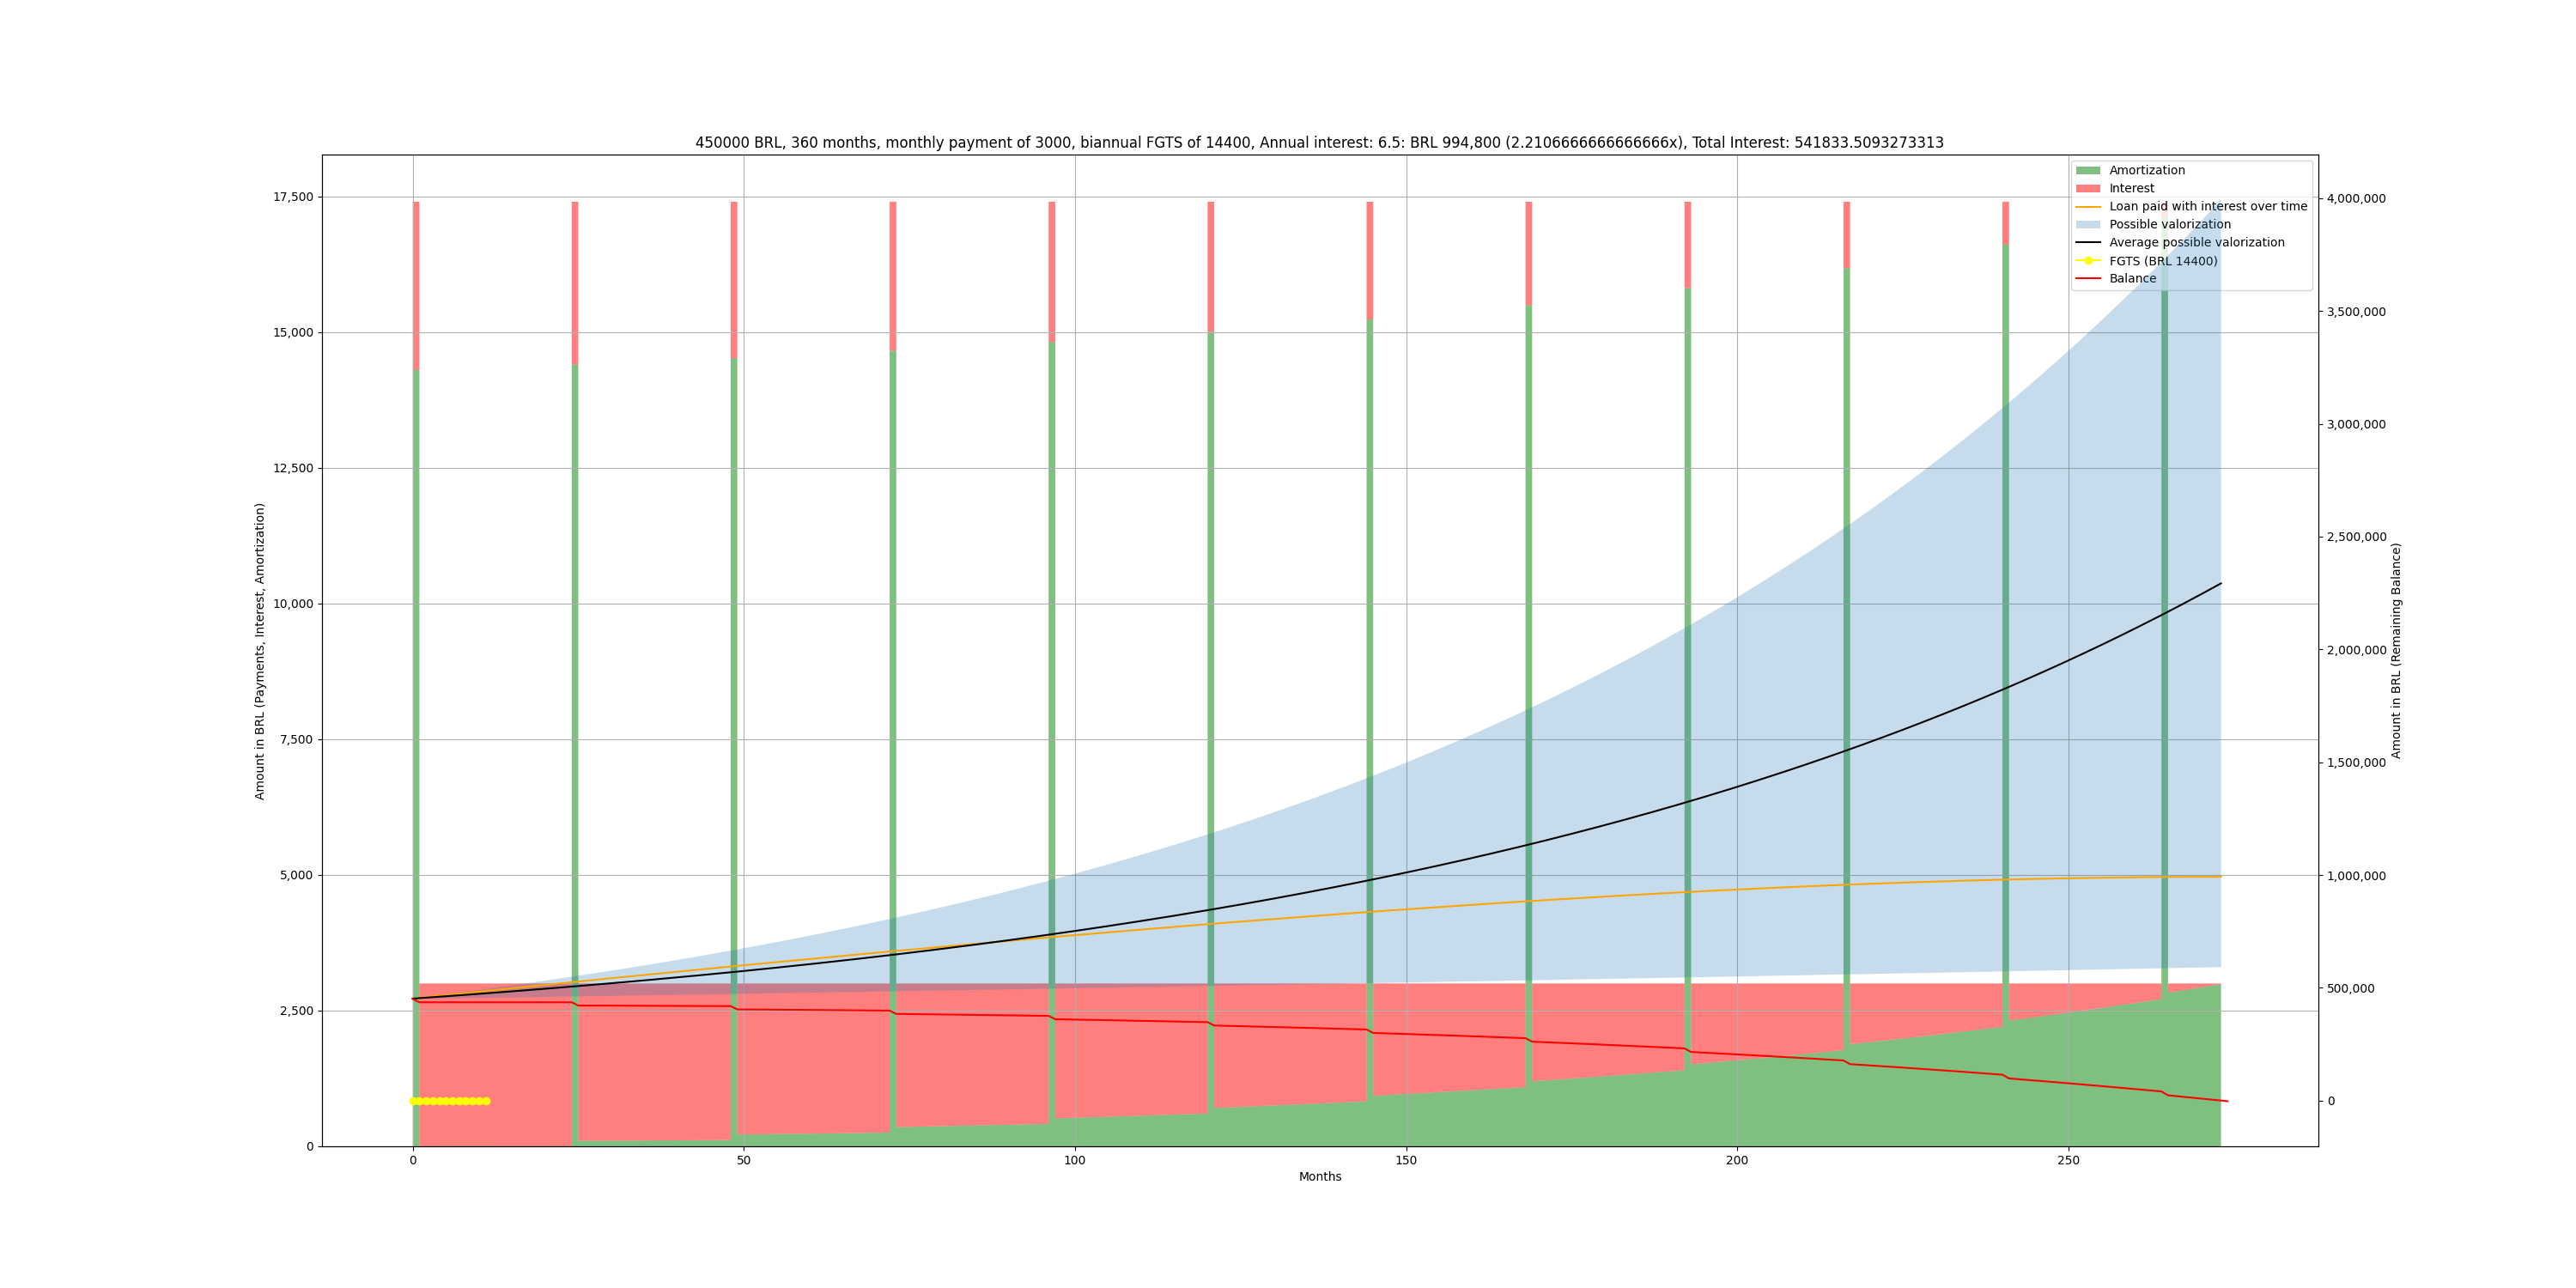 450000 BRL, 360 months, monthly payment of 3000, biannual FGTS of 14400, Annual interest: 6.5: BRL 994,800 (2.2106666666666666x), Total Interest: 541833.5093273313
Amortization
Interest
Loan paid with interest over time
Possible valorization
Average possible valorization
FGTS (BRL 14400)
Balance
Amount in BRL (Payments, Interest, Amortization)
17,500
15,000
12,500
10,000
7,500
5,000
2,500
0
4,000,000
3,500,000
3,000,000
2,500,000
2,000,000
1,500,000
1,000,000
500,000
0
Amount in BRL (Remaining Balance)
0
50
100
150
200
250
Months